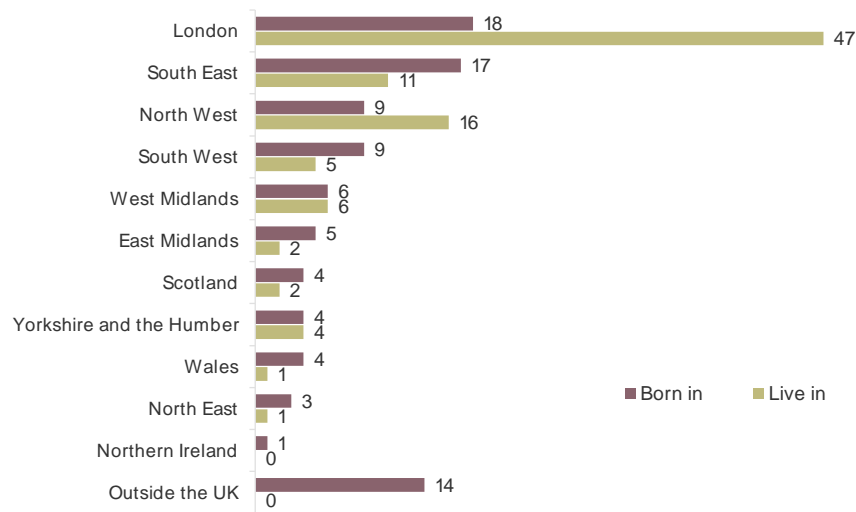 London 18
47
South East 17
11
North West 9
16
South West 9
5
West Midlands 6
6
East Midlands 5
2
Scotland 4
2
Yorkshire and the Humber 4
4
Wales 4
1
North East 3
1
Northern Ireland 1
0
Outside the UK 14
0
Born in Live in